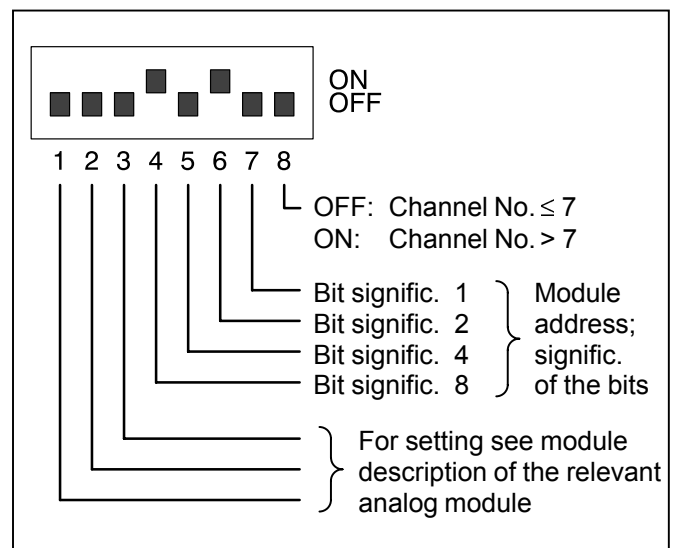 ON
OFF
1 2 3 4 5 6 7 8
OFF: Channel No. ≤ 7
ON: Channel No. > 7
Bit signific. 1
Bit signific. 2
Bit signific. 4
Bit signific. 8
Module
address;
signific.
of the bits
For setting see module
description of the relevant
analog module